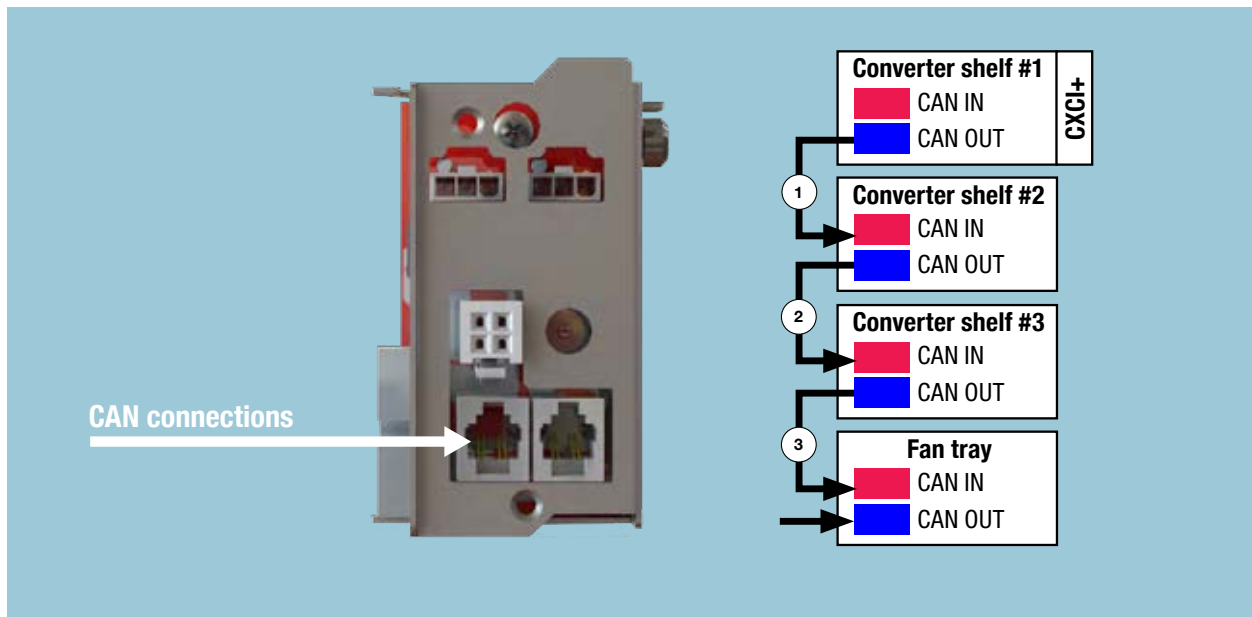 CAN connections
Converter shelf #1
CAN IN
CAN OUT
CXCI+
1
Converter shelf #2
CAN IN
CAN OUT
2
Converter shelf #3
CAN IN
CAN OUT
3
Fan tray
CAN IN
CAN OUT